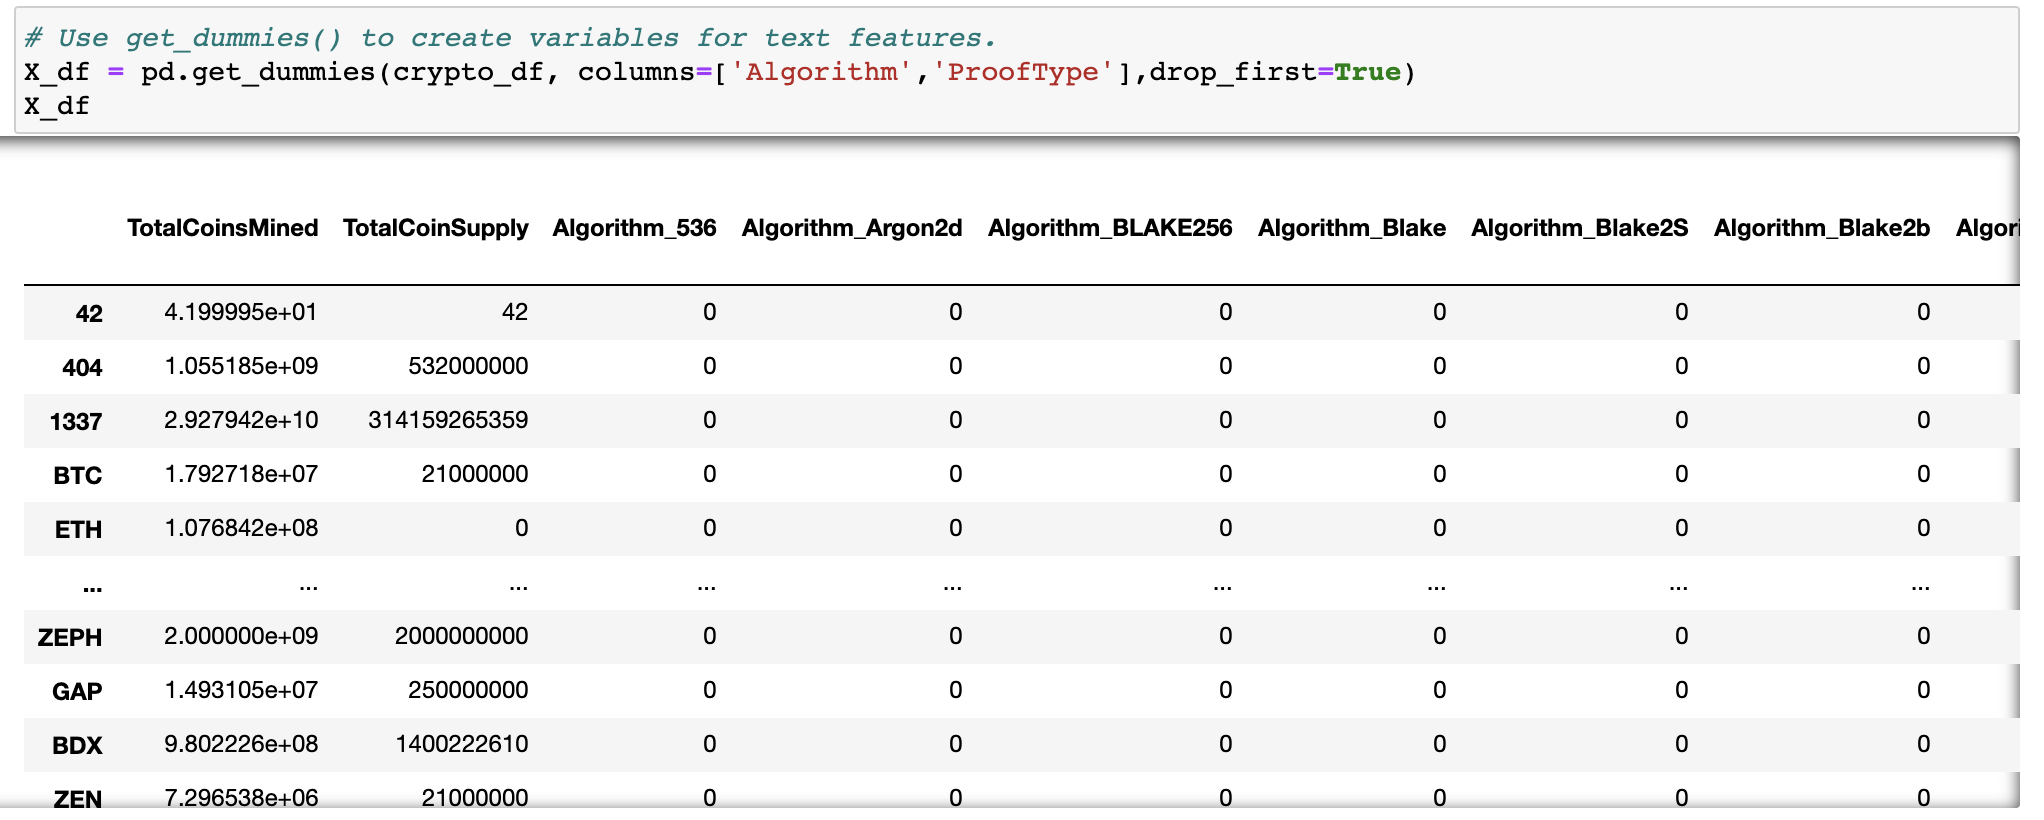 # Use get_dummies() to create variables for text features.
X_df = pd.get_dummies(crypto_df, columns=['Algorithm','ProofType'],drop_first=True)
X_df
TotalCoinsMined TotalCoinSupply Algorithm_536 Algorithm_Argon2d Algorithm_BLAKE256 Algorithm_Blake Algorithm_Blake2S Algorithm_Blake2b Algori
42 4.199995e+01 42 0 0 0 0 0 0
404 1.055185e+09 532000000 0 0 0 0 0 0
1337 2.927942e+10 314159265359 0 0 0 0 0 0
BTC 1.792718e+07 21000000 0 0 0 0 0 0
ETH 1.076842e+08 0 0 0 0 0 0 0
... ... ... ... ... ... ... ... ...
ZEPH 2.000000e+09 2000000000 0 0 0 0 0 0
GAP 1.493105e+07 250000000 0 0 0 0 0 0
BDX 9.802226e+08 1400222610 0 0 0 0 0 0
ZEN 7.296538e+06 21000000 0 0 0 0 0 0